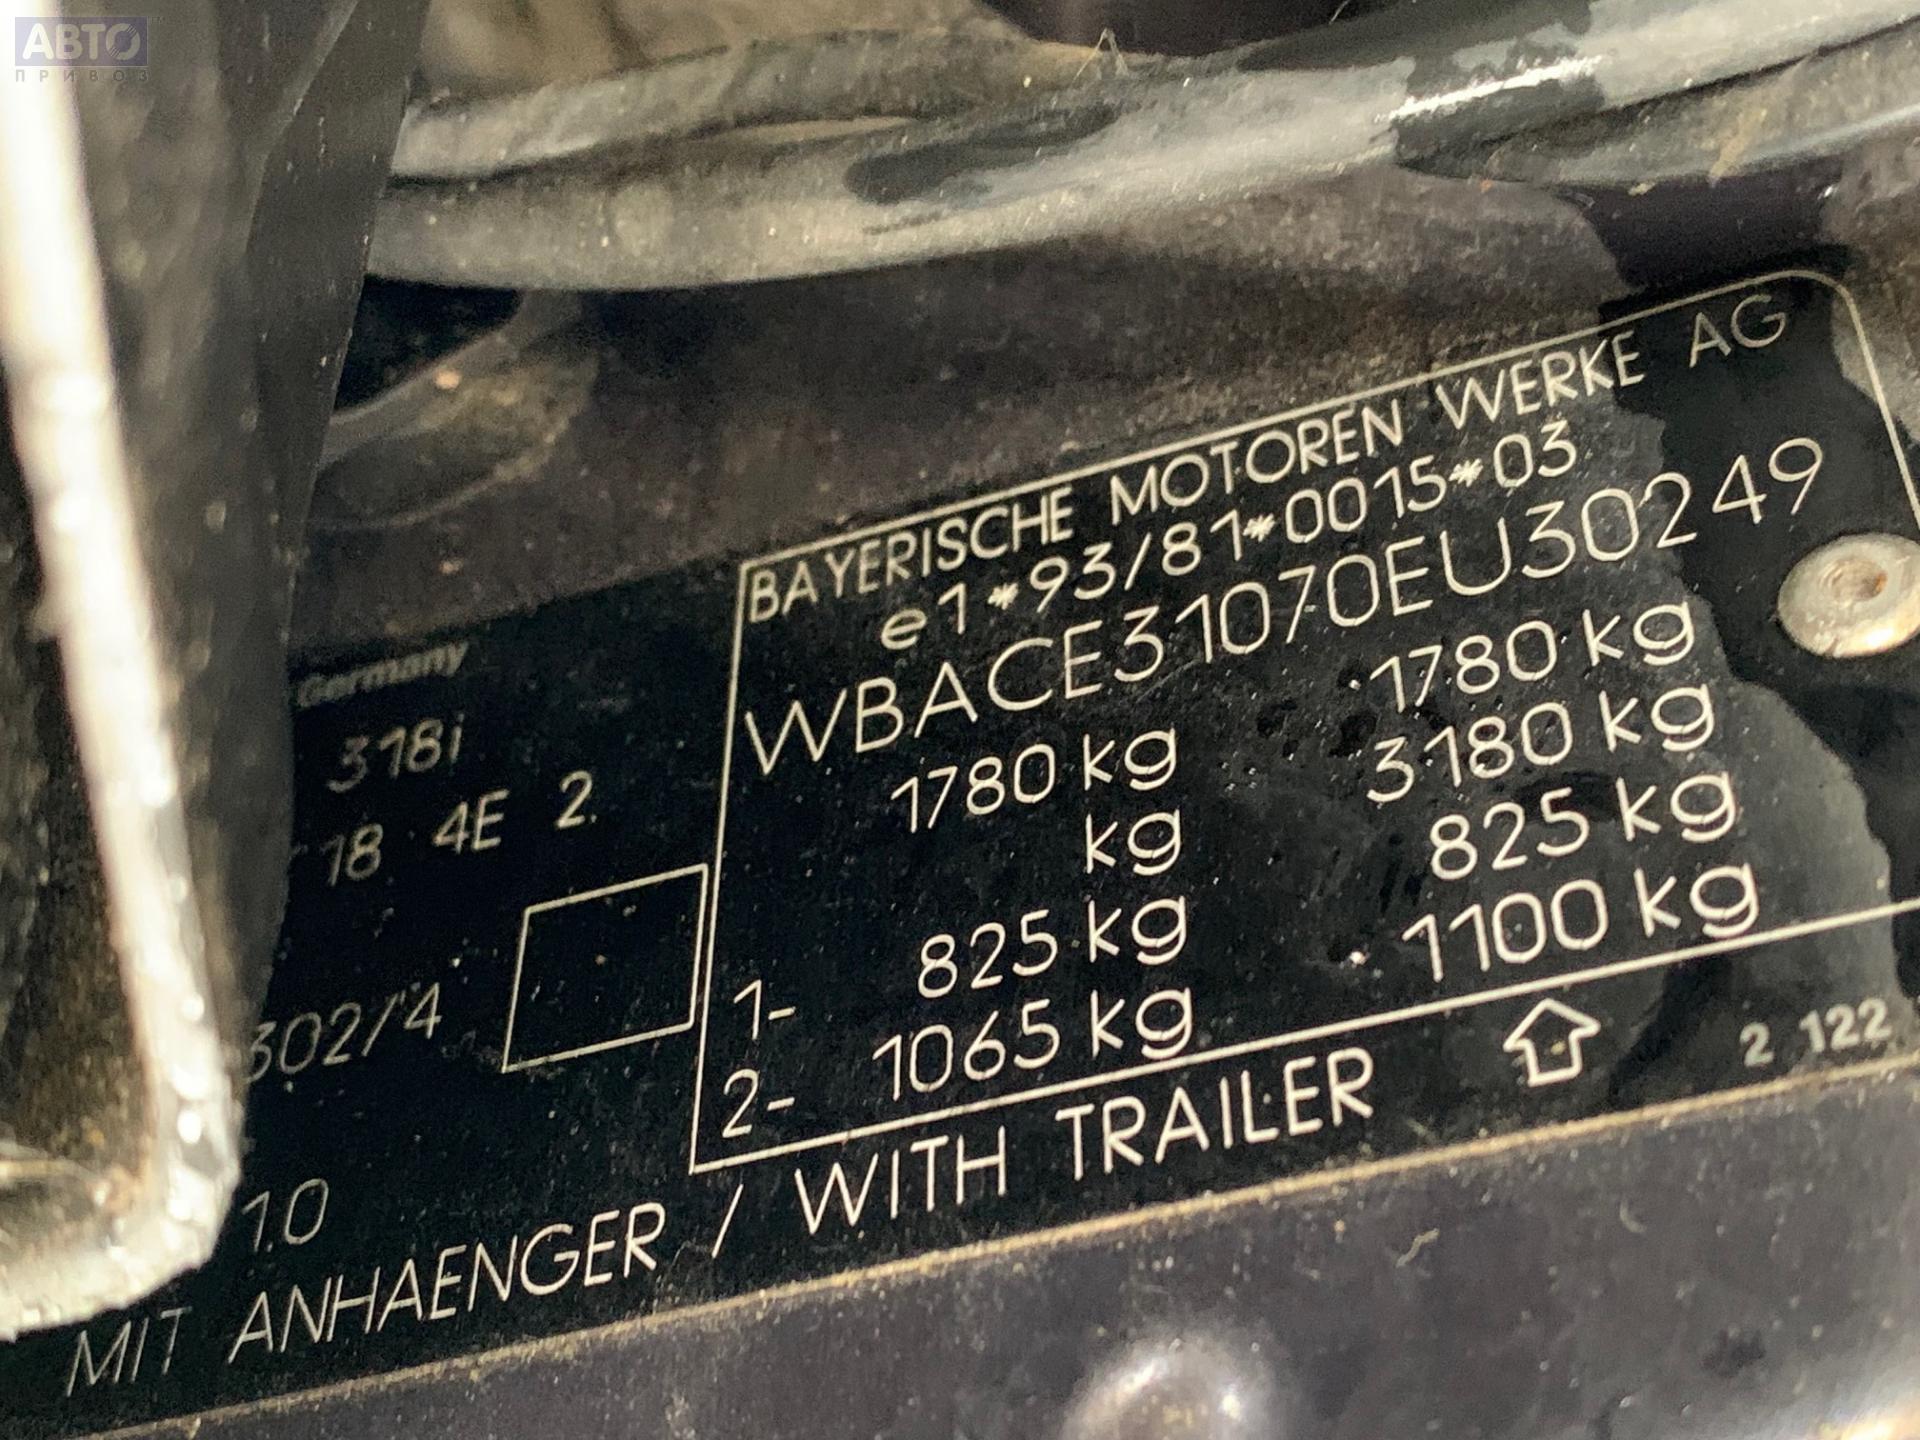 АВТО
ПРИВОЗ
BAYERISCHE MOTOREN WERKE AG
e1*93/81*0015*03
WBACE31070EU30249
1780 kg 1780 kg
kg 3180 kg
1- 825 kg 825 kg
2- 1065 kg 1100 kg
Germany
318i
18 4E 2
302/4
1.0
MIT ANHAENGER / WITH TRAILER
2 122